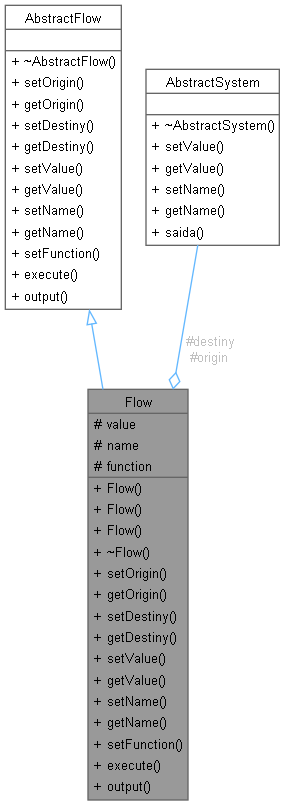 AbstractFlow
+ ~AbstractFlow()
+ setOrigin()
+ getOrigin()
+ setDestiny()
+ getDestiny()
+ setValue()
+ getValue()
+ setName()
+ getName()
+ setFunction()
+ execute()
+ output()
AbstractSystem
+ ~AbstractSystem()
+ setValue()
+ getValue()
+ setName()
+ getName()
+ saida()
#destiny
#origin
Flow
# value
# name
# function
+ Flow()
+ Flow()
+ Flow()
+ ~Flow()
+ setOrigin()
+ getOrigin()
+ setDestiny()
+ getDestiny()
+ setValue()
+ getValue()
+ setName()
+ getName()
+ setFunction()
+ execute()
+ output()